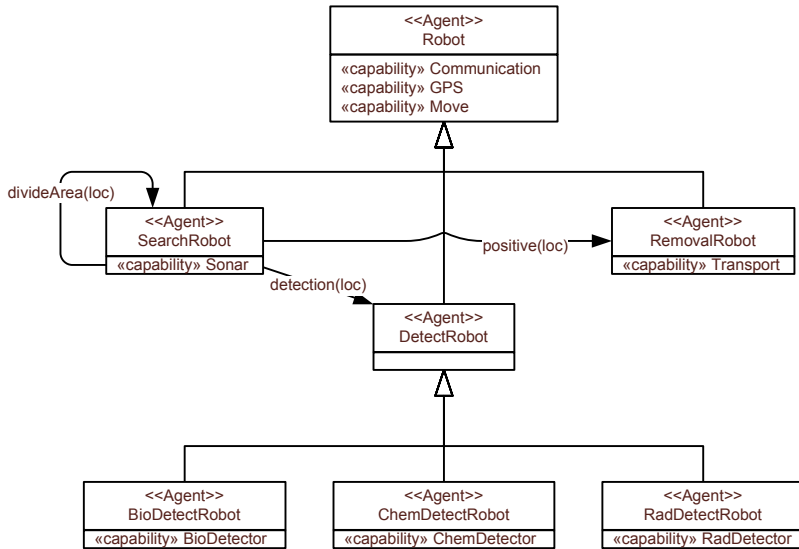 <<Agent>>
Robot
«capability» Communication
«capability» GPS
«capability» Move
divideArea(loc)
<<Agent>>
SearchRobot
«capability» Sonar
positive(loc)
<<Agent>>
RemovalRobot
«capability» Transport
detection(loc)
<<Agent>>
DetectRobot
<<Agent>>
BioDetectRobot
«capability» BioDetector
<<Agent>>
ChemDetectRobot
«capability» ChemDetector
<<Agent>>
RadDetectRobot
«capability» RadDetector